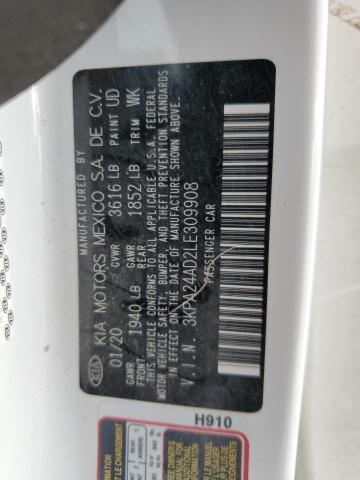 MANUFACTURED BY
KIA MOTORS MEXICO S.A. DE C.V.
01/20 GVWR 3616 LB PAINT UD
GAWR FRONT 1940 LB GAWR REAR 1852 LB TRIM WK
THIS VEHICLE CONFORMS TO ALL APPLICABLE U.S.A. FEDERAL
MOTOR VEHICLE SAFETY, BUMPER, AND THEFT PREVENTION STANDARDS
IN EFFECT ON THE DATE OF MANUFACTURE SHOWN ABOVE.
V.I.N. 3KPA24AD2LE309908
PASSENGER CAR
KIA
H910